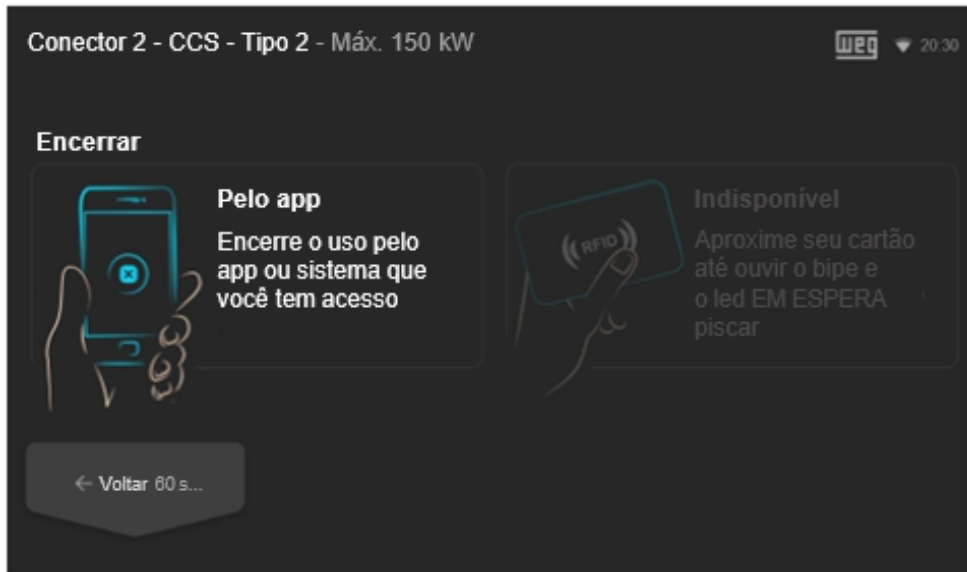 Conector 2 - CCS - Tipo 2 - Máx. 150 kW
weg
20:30
Encerrar
Pelo app
Encerre o uso pelo
app ou sistema que
você tem acesso
RFID
Indisponível
Aproxime seu cartão
até ouvir o bipe e
o led EM ESPERA
piscar
← Voltar 60 s...